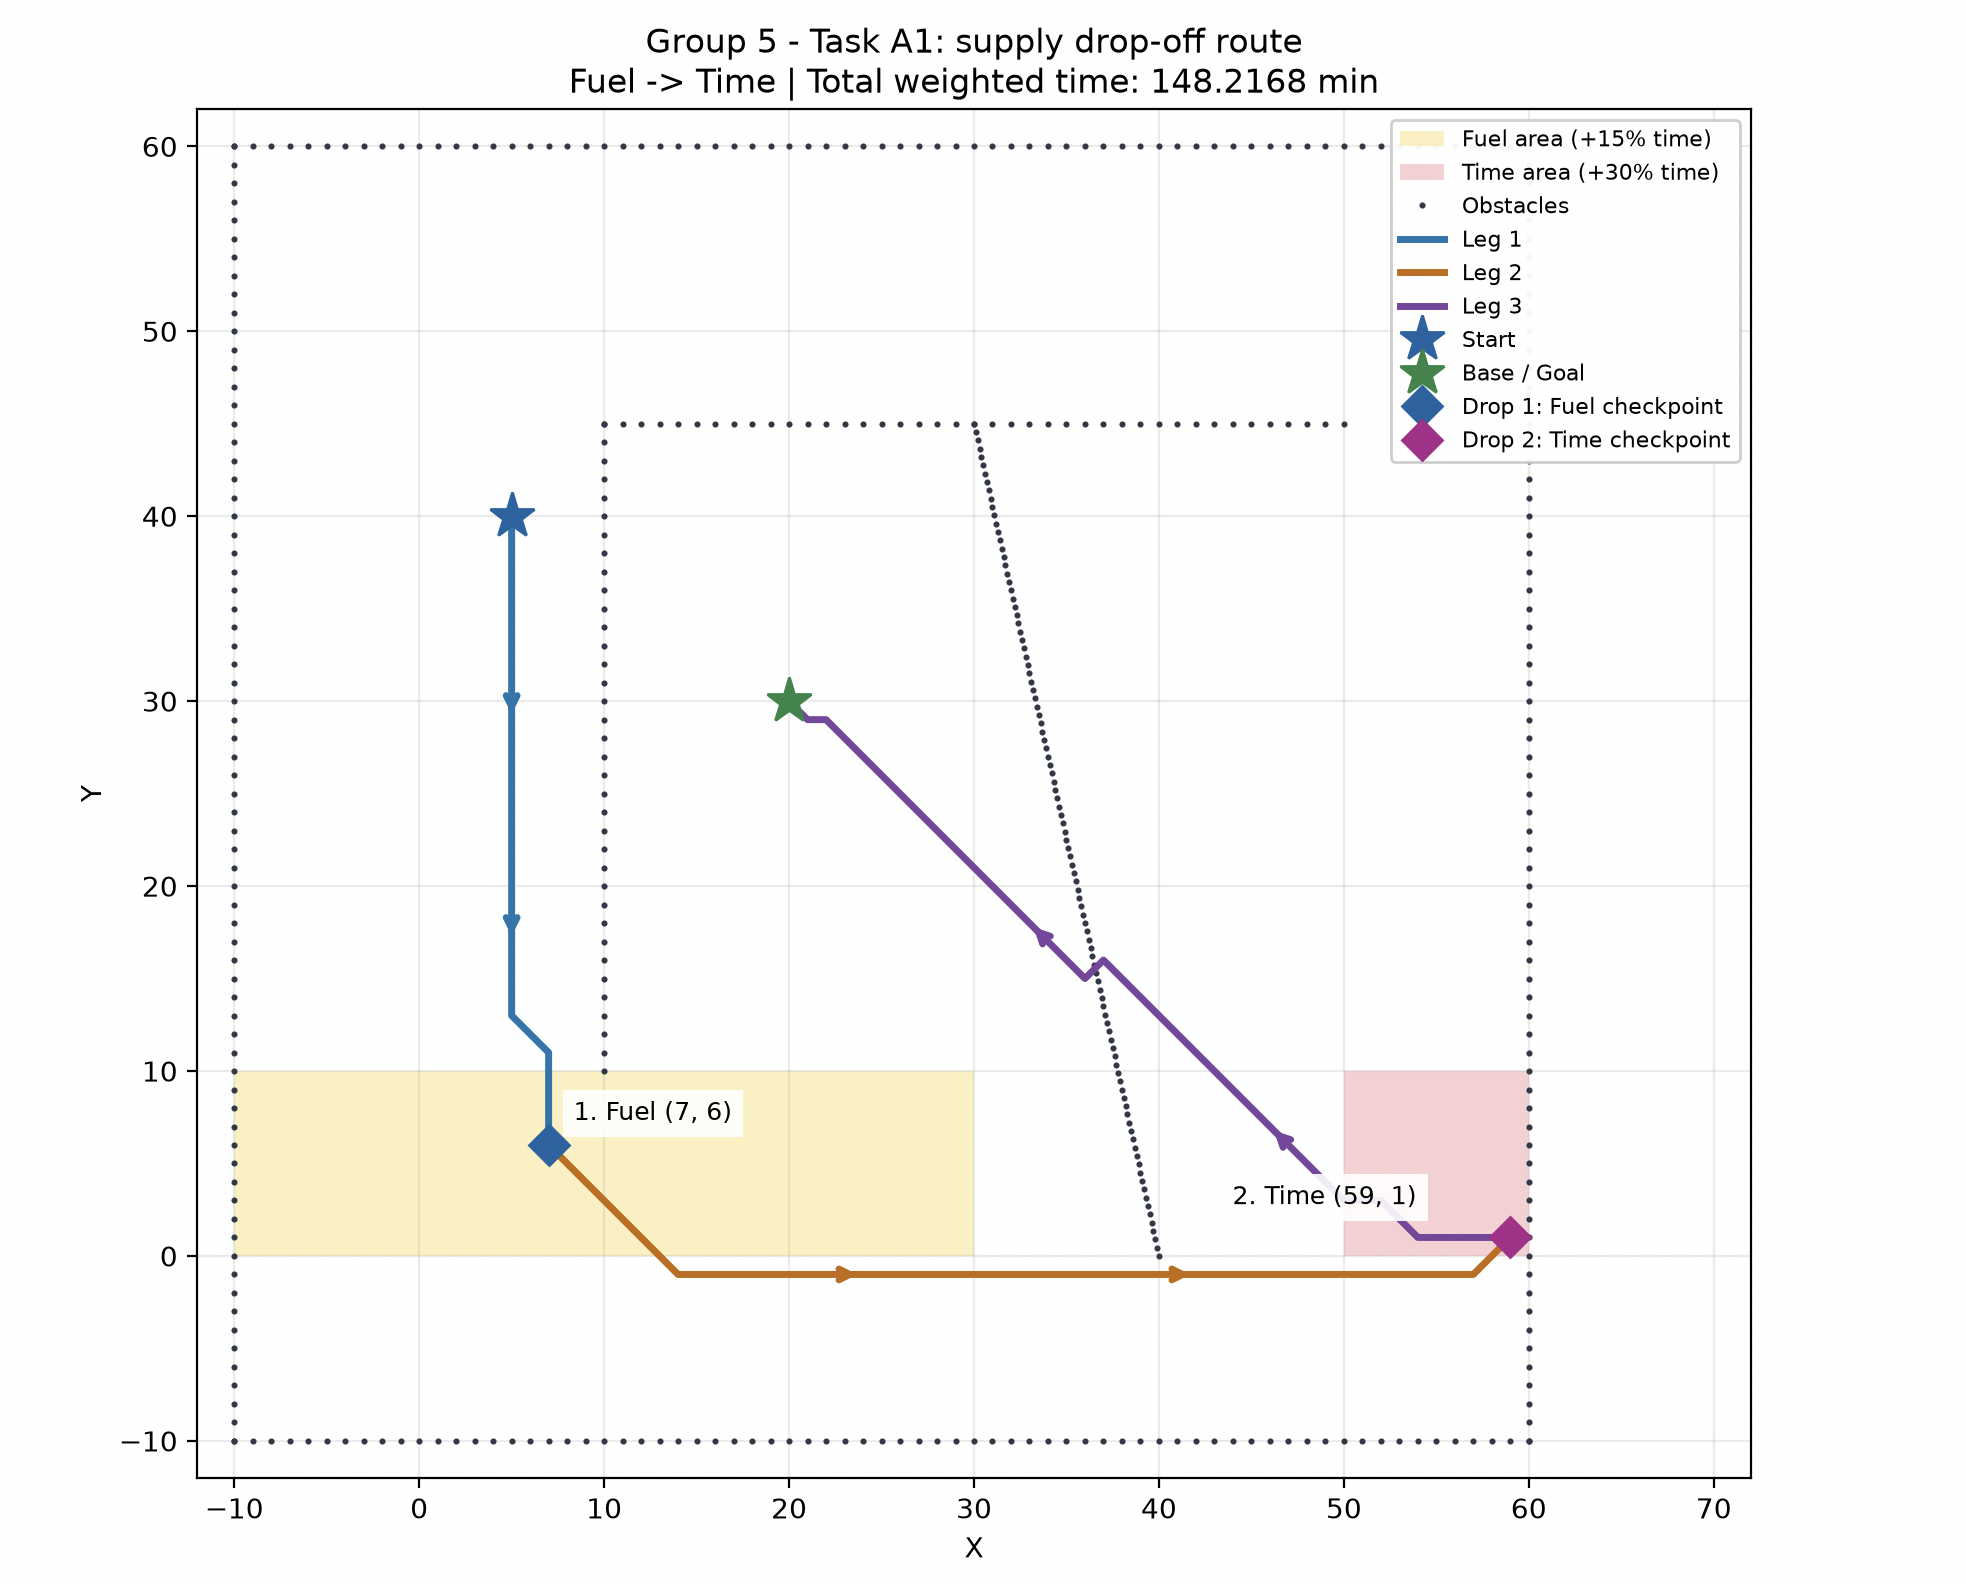 Group 5 - Task A1: supply drop-off route
Fuel -> Time | Total weighted time: 148.2168 min
Fuel area (+15% time)
Time area (+30% time)
Obstacles
Leg 1
Leg 2
Leg 3
Start
Base / Goal
Drop 1: Fuel checkpoint
Drop 2: Time checkpoint
60
50
40
30
20
10
0
−10
Y
1. Fuel (7, 6)
2. Time (59, 1)
−10 0 10 20 30 40 50 60 70
X